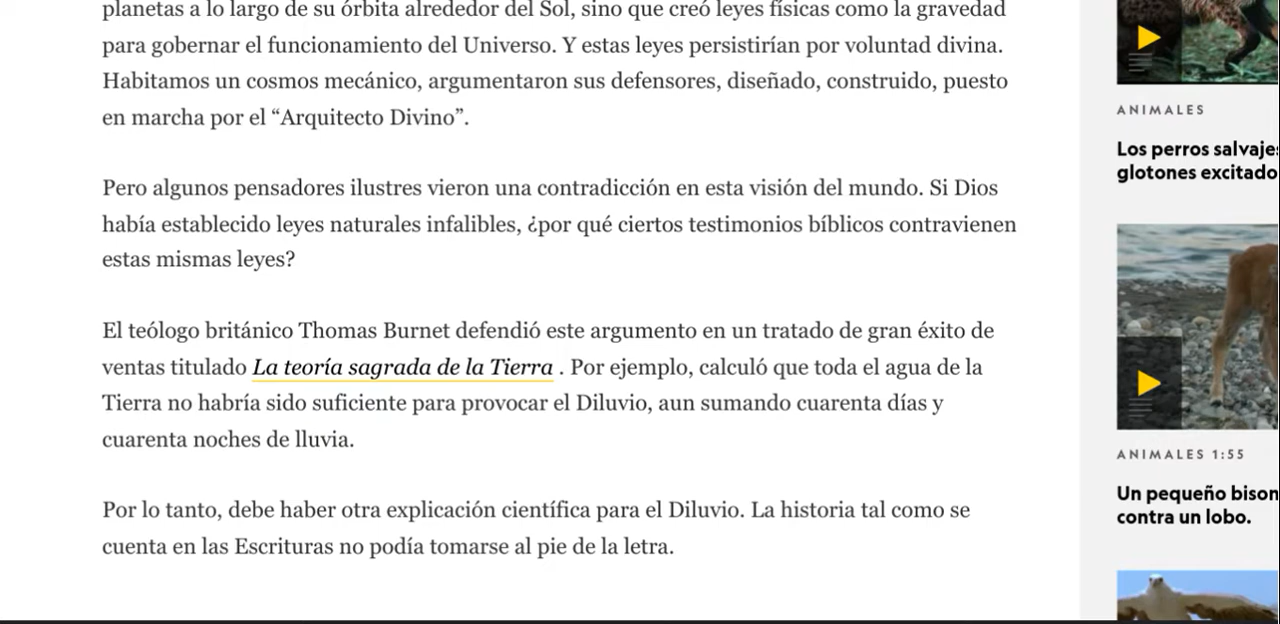 planetas a lo largo de su órbita alrededor del Sol, sino que creó leyes físicas como la gravedad
para gobernar el funcionamiento del Universo. Y estas leyes persistirían por voluntad divina.
Habitamos un cosmos mecánico, argumentaron sus defensores, diseñado, construido, puesto
en marcha por el “Arquitecto Divino”.
Pero algunos pensadores ilustres vieron una contradicción en esta visión del mundo. Si Dios
había establecido leyes naturales infalibles, ¿por qué ciertos testimonios bíblicos contravienen
estas mismas leyes?
El teólogo británico Thomas Burnet defendió este argumento en un tratado de gran éxito de
ventas titulado La teoría sagrada de la Tierra . Por ejemplo, calculó que toda el agua de la
Tierra no habría sido suficiente para provocar el Diluvio, aun sumando cuarenta días y
cuarenta noches de lluvia.
Por lo tanto, debe haber otra explicación científica para el Diluvio. La historia tal como se
cuenta en las Escrituras no podía tomarse al pie de la letra.
ANIMALES
Los perros salvajes
glotones excitado
ANIMALES 1:55
Un pequeño bison
contra un lobo.